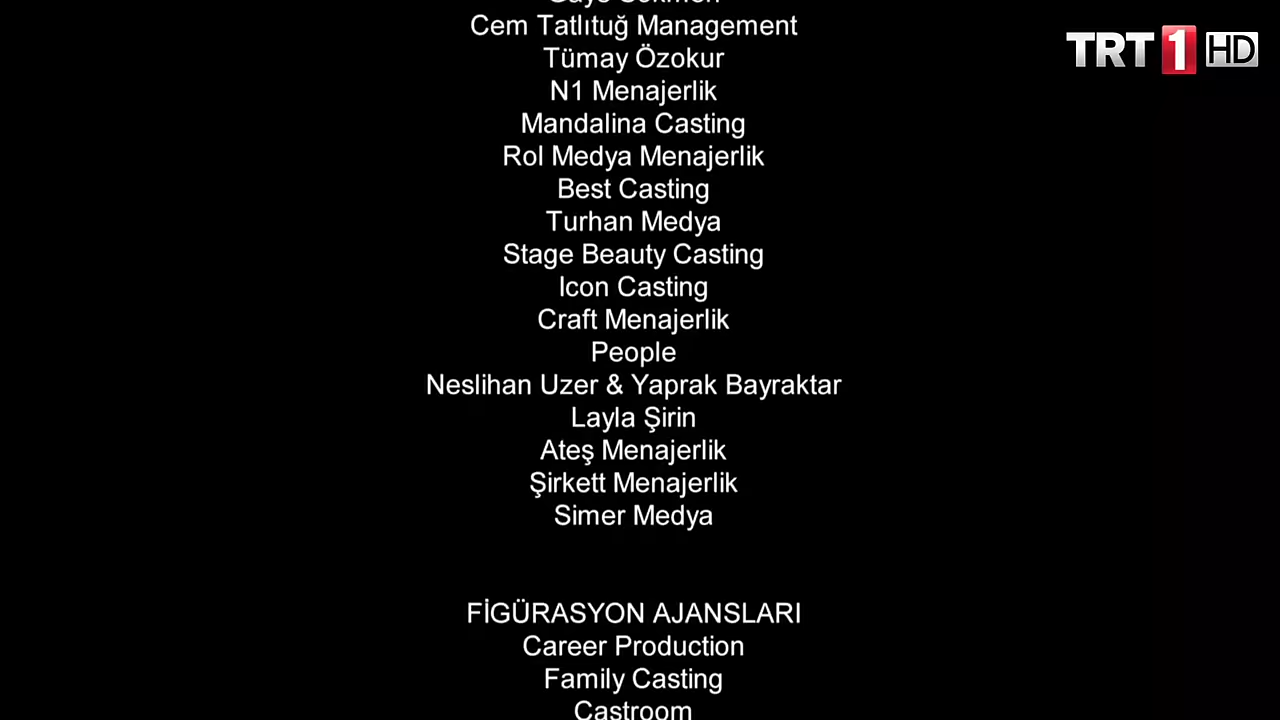 Cem Tatlıtuğ Management
Tümay Özokur
N1 Menajerlik
Mandalina Casting
Rol Medya Menajerlik
Best Casting
Turhan Medya
Stage Beauty Casting
Icon Casting
Craft Menajerlik
People
Neslihan Uzer & Yaprak Bayraktar
Layla Şirin
Ateş Menajerlik
Şirkett Menajerlik
Simer Medya
FİGÜRASYON AJANSLARI
Career Production
Family Casting
Castroom
TRT 1 HD